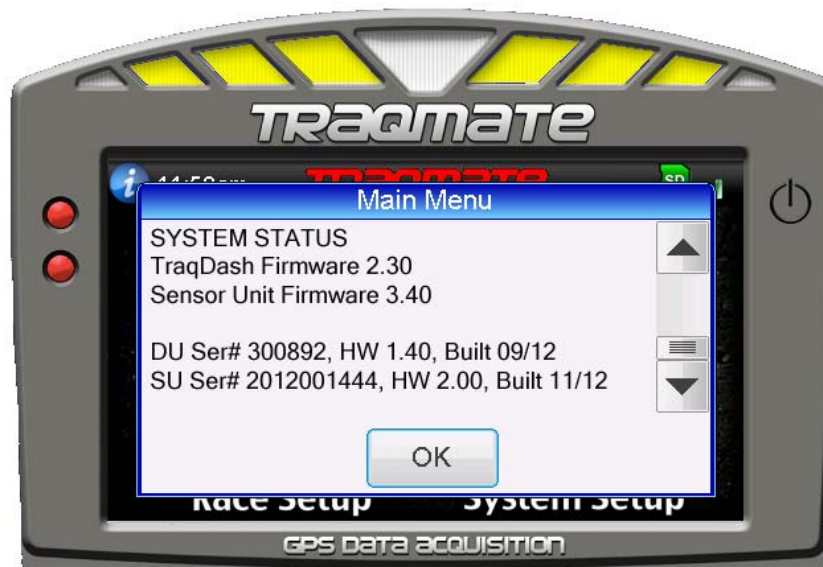 TRAQMATE
SD
Main Menu
SYSTEM STATUS
TraqDash Firmware 2.30
Sensor Unit Firmware 3.40
DU Ser# 300892, HW 1.40, Built 09/12
SU Ser# 2012001444, HW 2.00, Built 11/12
OK
Race Setup System Setup
GPS DATA ACQUISITION